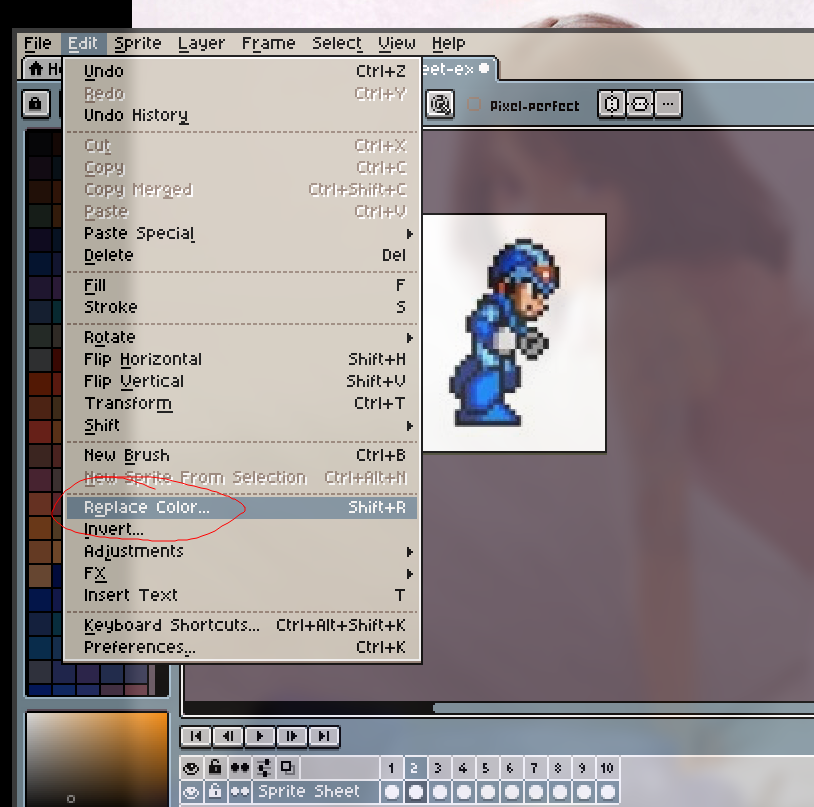 File Edit Sprite Layer Frame Select View Help
eet-ex
Undo Ctrl+Z
Redo Ctrl+Y
Pixel-perfect
Undo History
Cut Ctrl+X
Copy Ctrl+C
Copy Merged Ctrl+Shift+C
Paste Ctrl+V
Paste Special
Delete Del
Fill F
Stroke S
Rotate
Flip Horizontal Shift+H
Flip Vertical Shift+V
Transform Ctrl+T
Shift
New Brush Ctrl+B
New Sprite From Selection Ctrl+Alt+N
Replace Color... Shift+R
Invert...
Adjustments
FX
Insert Text T
Keyboard Shortcuts... Ctrl+Alt+Shift+K
Preferences... Ctrl+K
1 2 3 4 5 6 7 8 9 10
Sprite Sheet